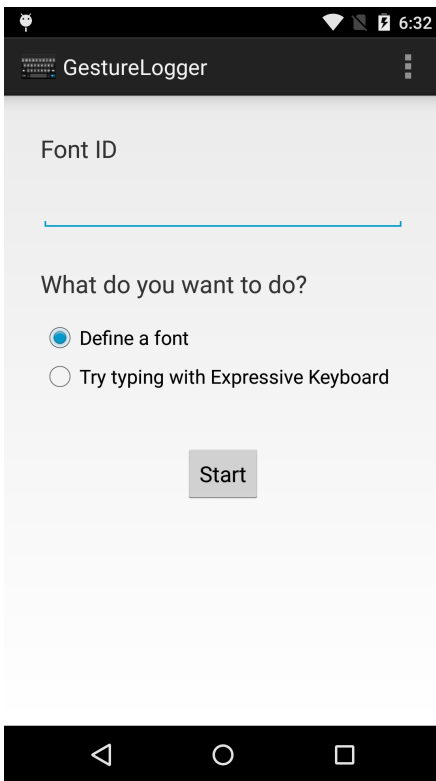 6:32
GestureLogger
Font ID
What do you want to do?
Define a font
Try typing with Expressive Keyboard
Start